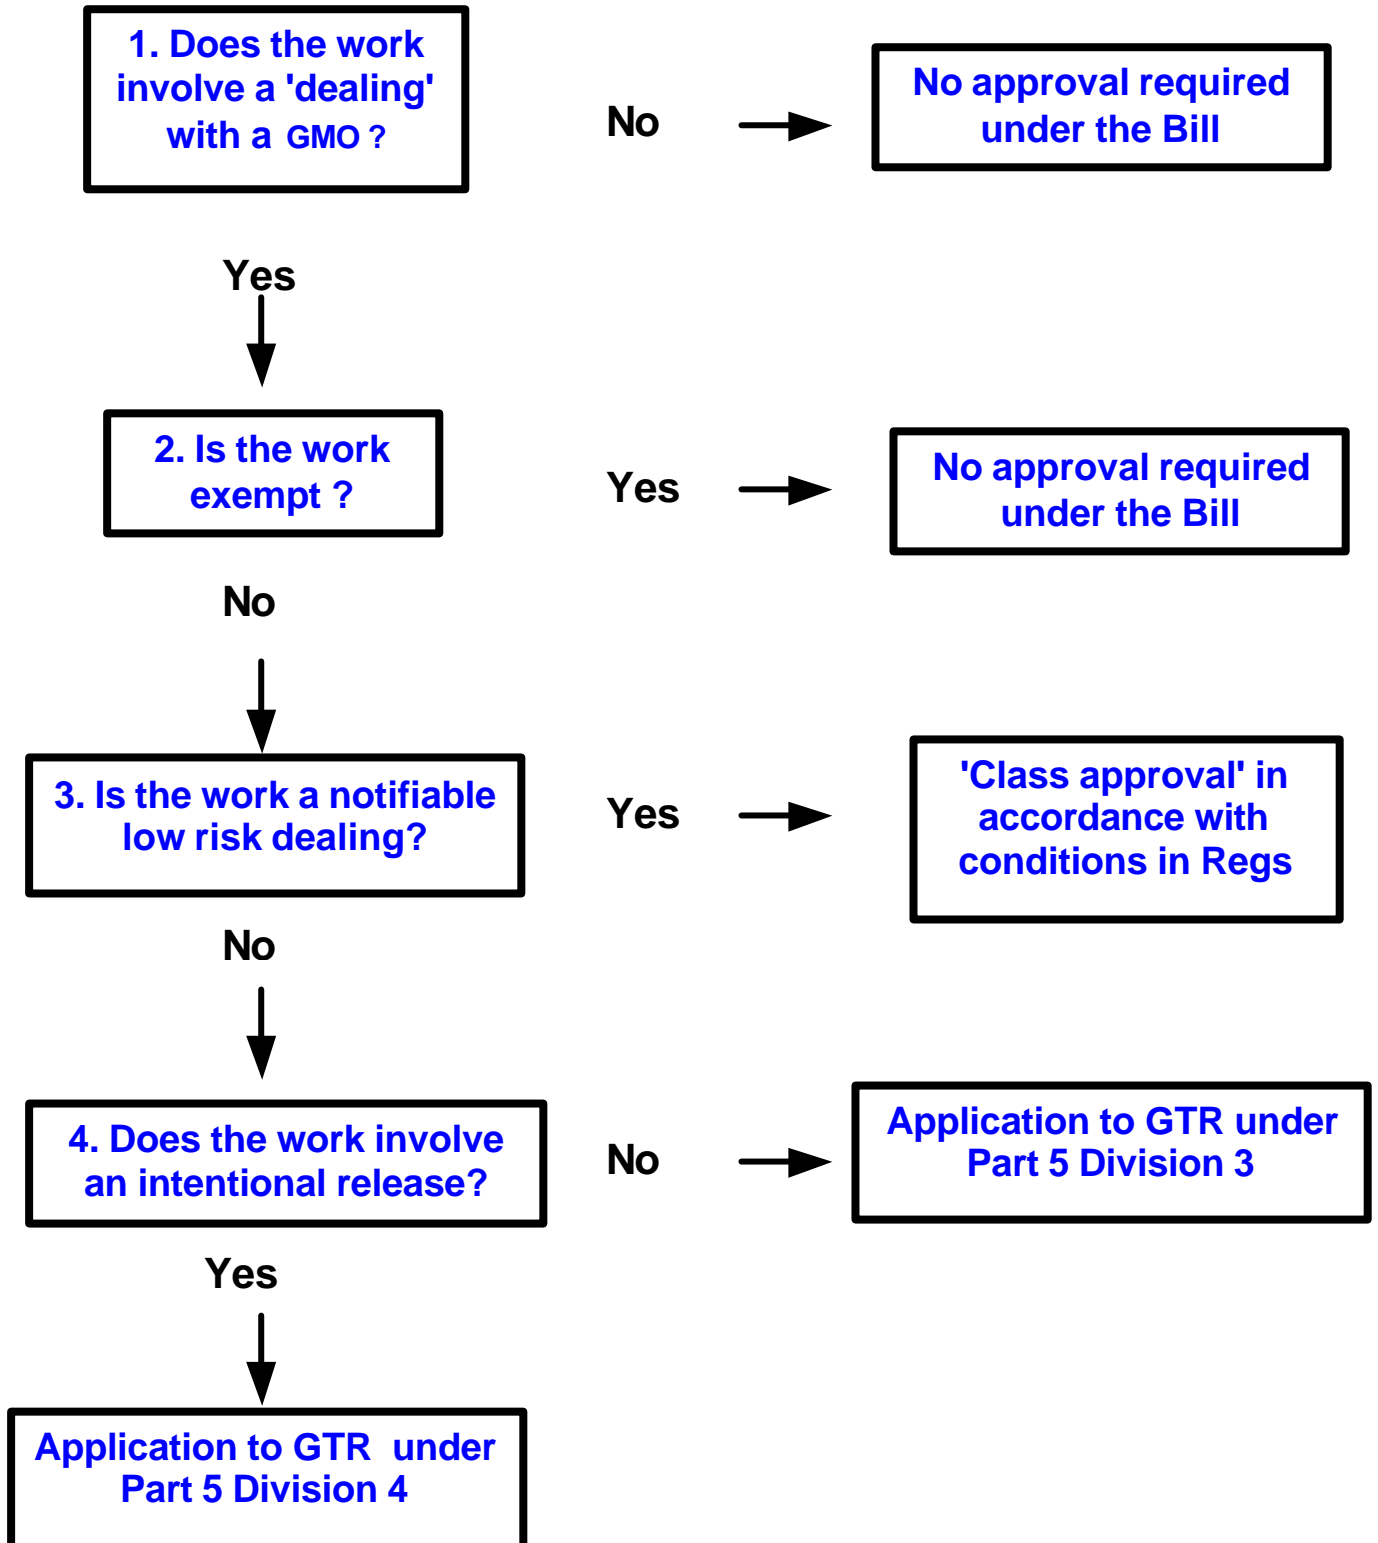 1. Does the work
involve a 'dealing'
with a GMO ?
No
No approval required
under the Bill
Yes
2. Is the work
exempt ?
Yes
No approval required
under the Bill
No
3. Is the work a notifiable
low risk dealing?
Yes
'Class approval' in
accordance with
conditions in Regs
No
4. Does the work involve
an intentional release?
No
Application to GTR under
Part 5 Division 3
Yes
Application to GTR under
Part 5 Division 4